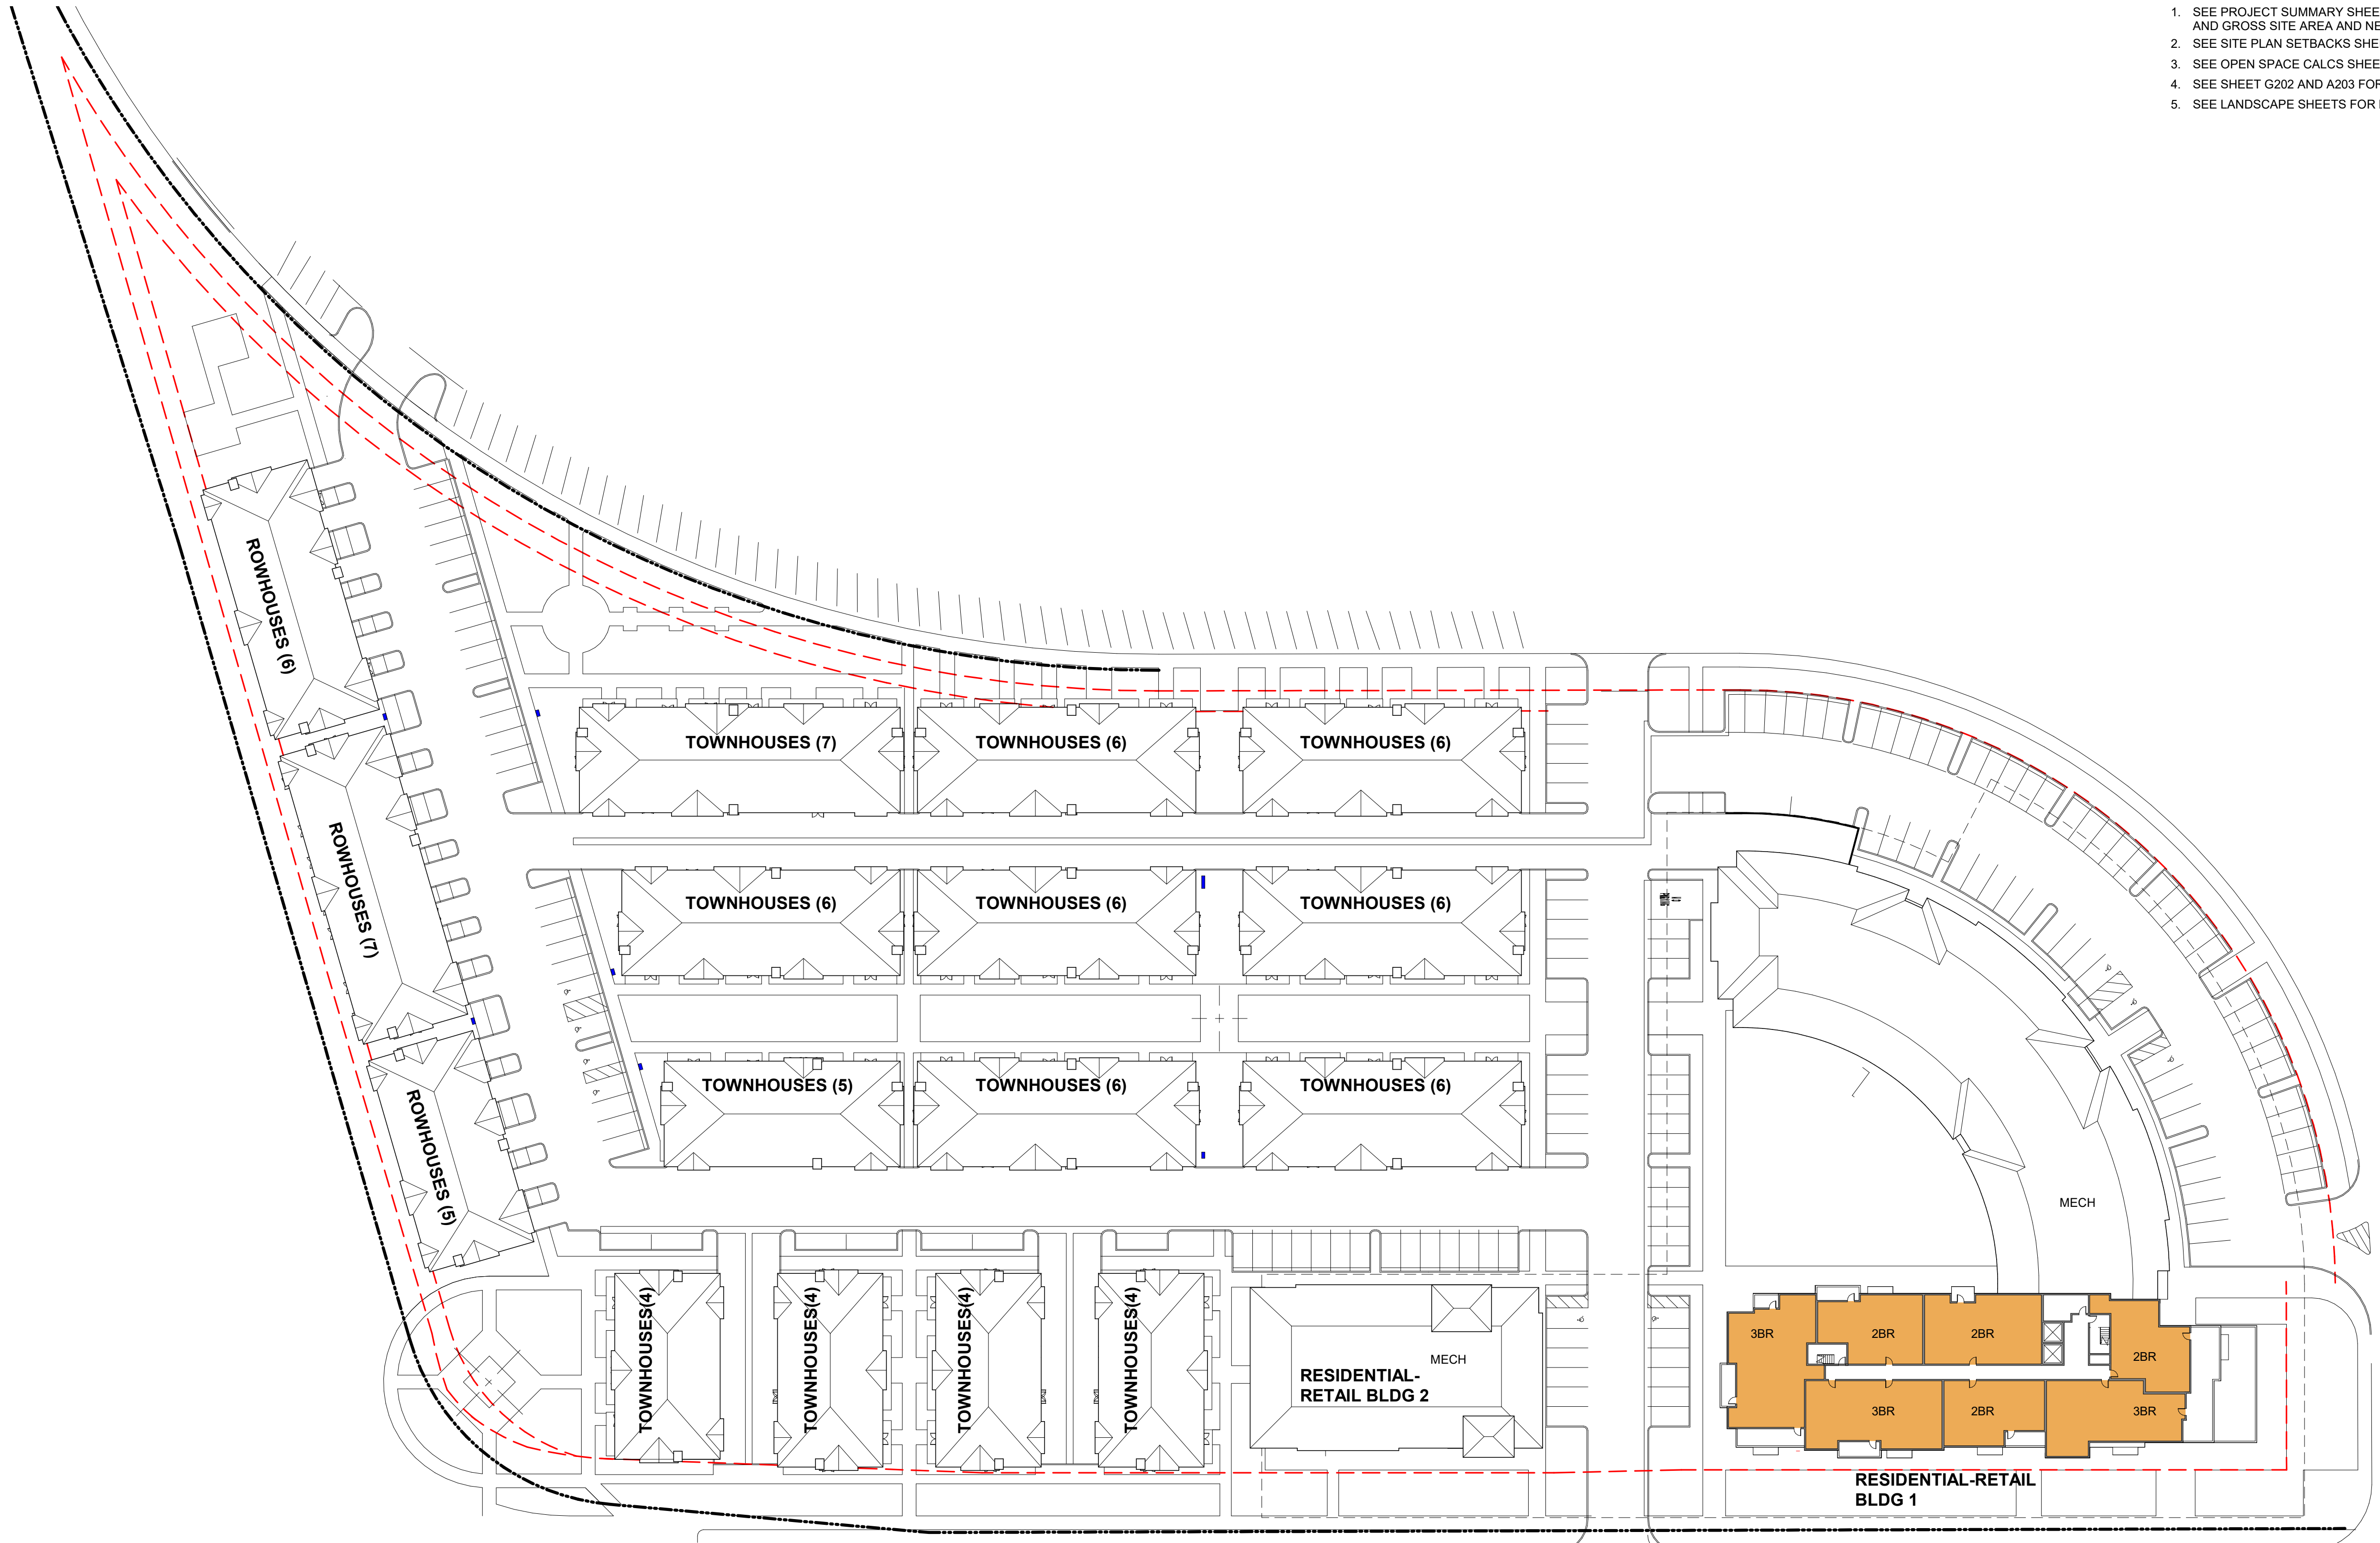 1. SEE PROJECT SUMMARY SHEE
AND GROSS SITE AREA AND NE
2. SEE SITE PLAN SETBACKS SHE
3. SEE OPEN SPACE CALCS SHEE
4. SEE SHEET G202 AND A203 FOR
5. SEE LANDSCAPE SHEETS FOR
ROWHOUSES (6)
ROWHOUSES (7)
ROWHOUSES (5)
TOWNHOUSES (7)
TOWNHOUSES (6)
TOWNHOUSES (6)
TOWNHOUSES (6)
TOWNHOUSES (6)
TOWNHOUSES (6)
TOWNHOUSES (5)
TOWNHOUSES (6)
TOWNHOUSES (6)
MECH
TOWNHOUSES(4)
TOWNHOUSES(4)
TOWNHOUSES(4)
TOWNHOUSES(4)
MECH
RESIDENTIAL-
RETAIL BLDG 2
3BR
2BR
2BR
2BR
3BR
2BR
3BR
RESIDENTIAL-RETAIL
BLDG 1